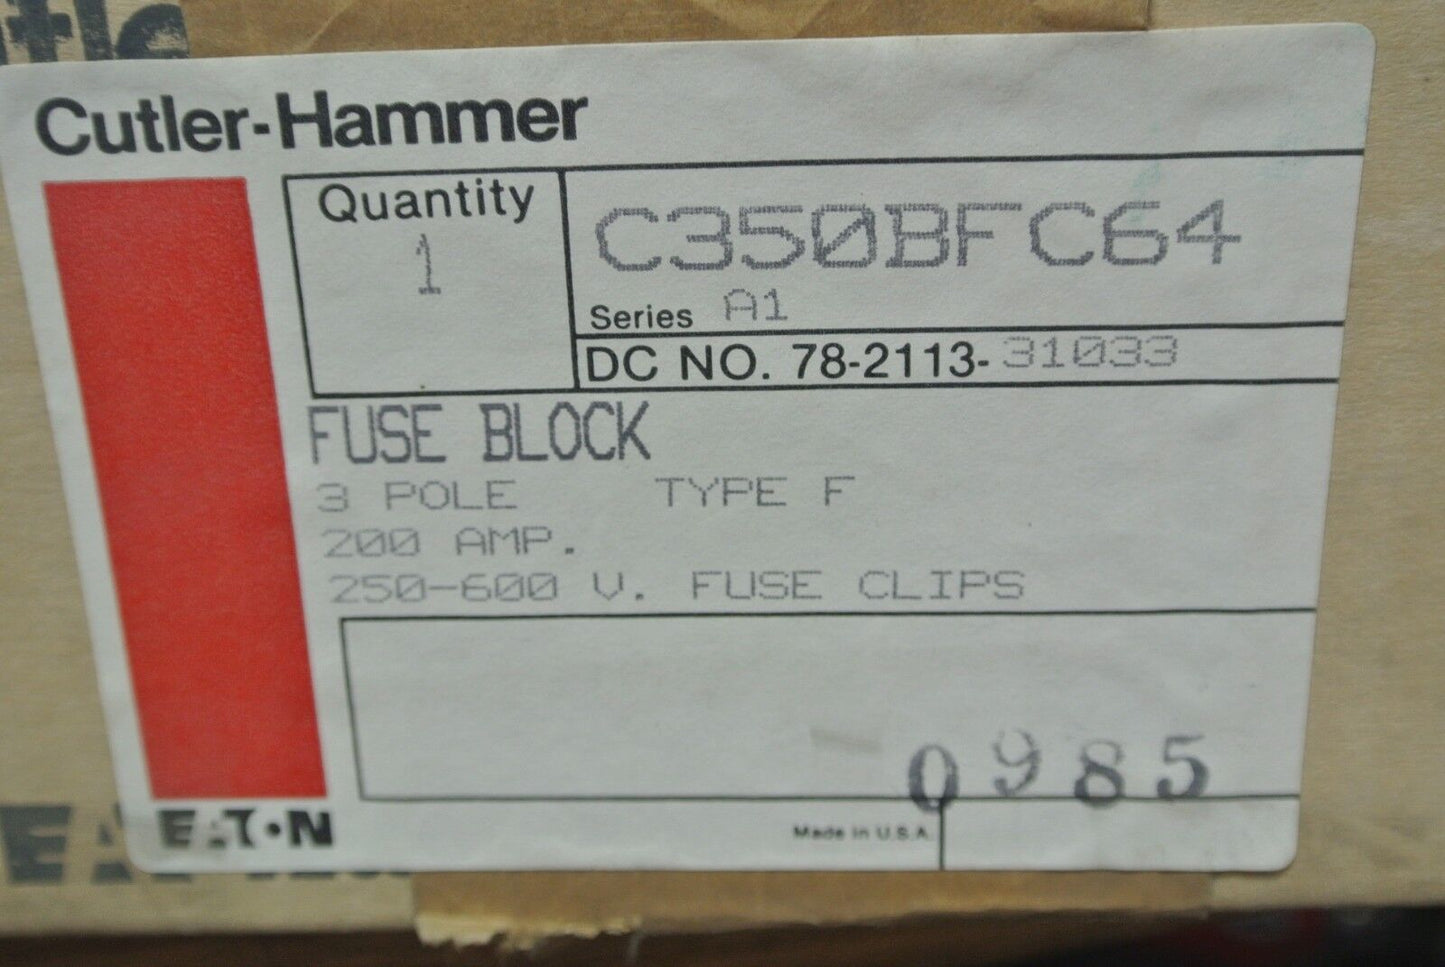 Cutler-Hammer
Quantity
1
C350BFC64
Series A1
DC NO. 78-2113-31033
FUSE BLOCK
3 POLE TYPE F
200 AMP.
250-600 V. FUSE CLIPS
0985
EATON
Made in U.S.A.